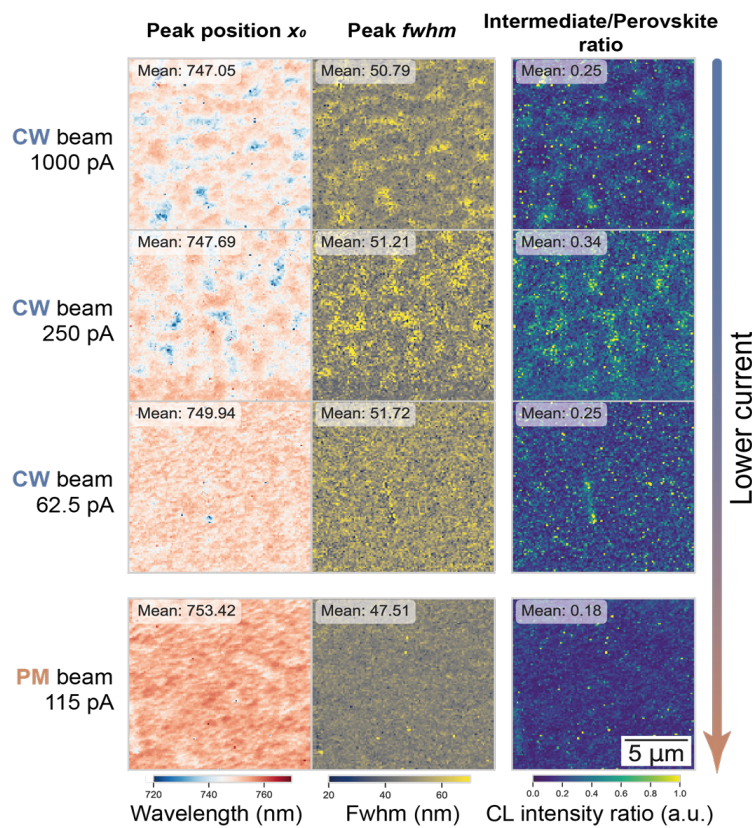 Peak position x₀
Peak fwhm
Intermediate/Perovskite
ratio
CW beam
1000 pA
Mean: 747.05
Mean: 50.79
Mean: 0.25
CW beam
250 pA
Mean: 747.69
Mean: 51.21
Mean: 0.34
CW beam
62.5 pA
Mean: 749.94
Mean: 51.72
Mean: 0.25
PM beam
115 pA
Mean: 753.42
Mean: 47.51
Mean: 0.18
Lower current
5 µm
720 740 760
Wavelength (nm)
20 40 60
Fwhm (nm)
0.0 0.2 0.4 0.6 0.8 1.0
CL intensity ratio (a.u.)